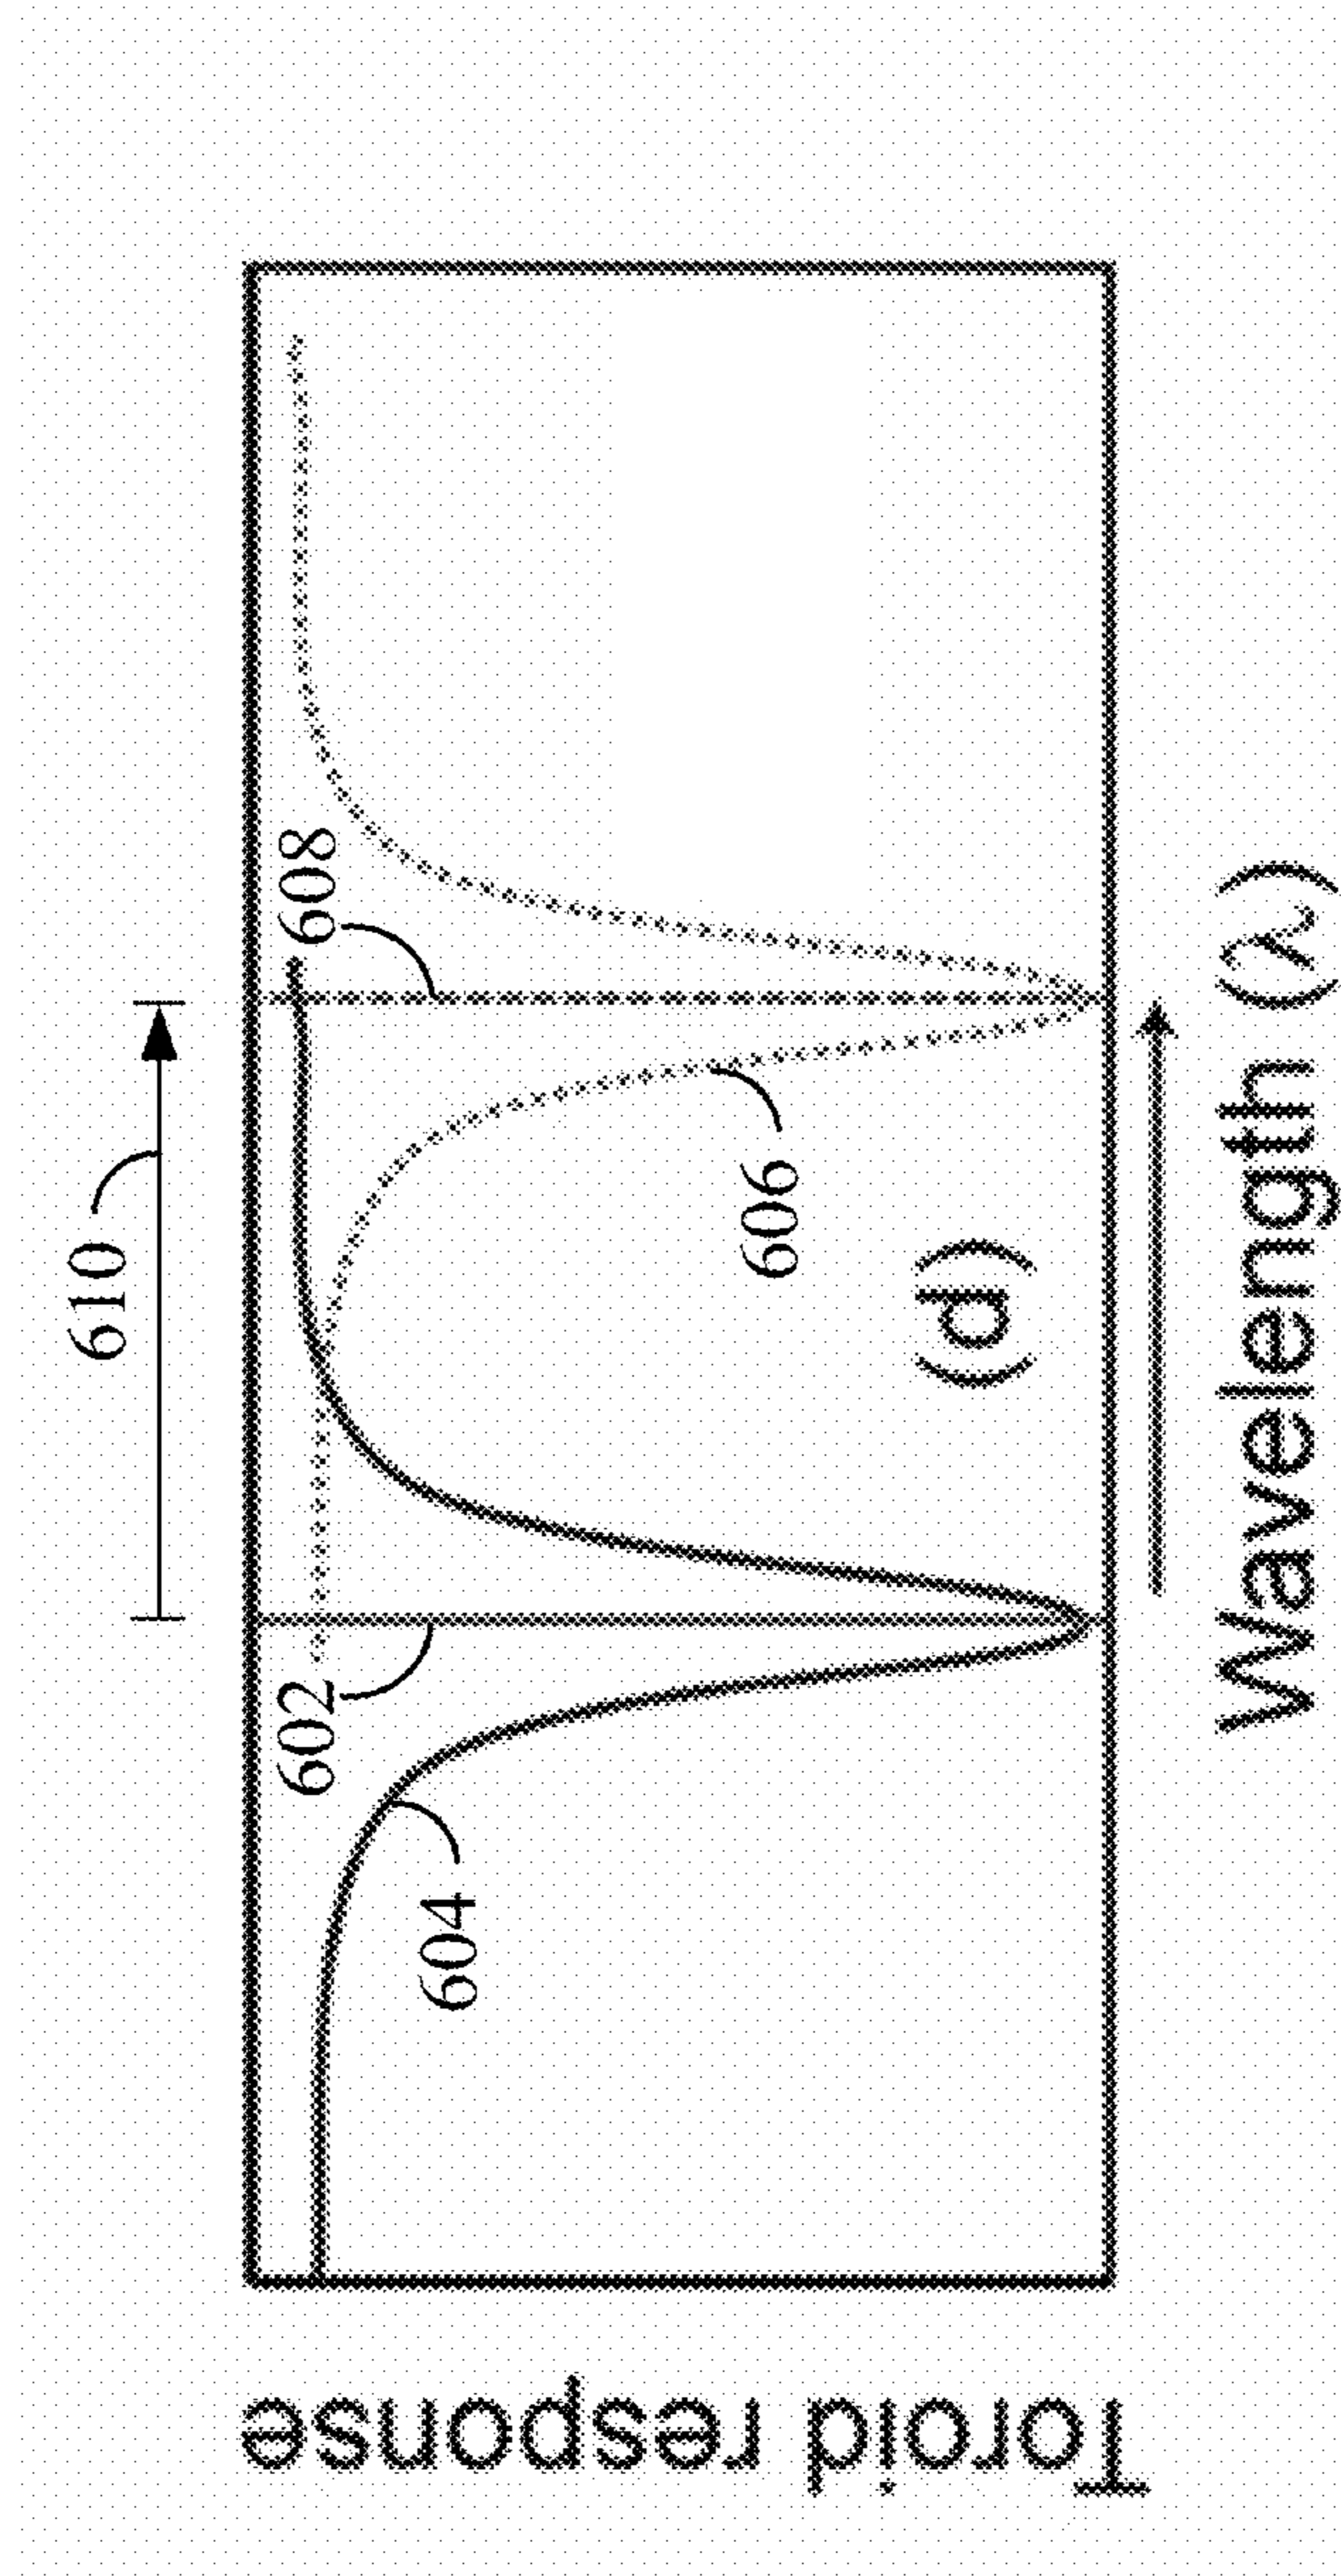 610
608
602
604
606
(d)
Toroid response
Wavelength (λ)